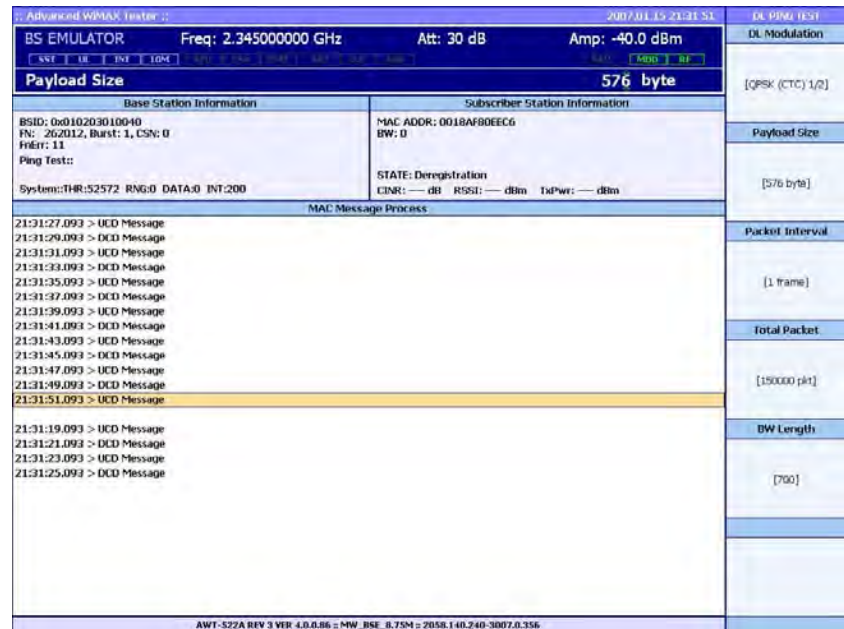 :: Advanced WiMAX Tester :: 2007.01.15 21:31:51
BS EMULATOR Freq: 2.345000000 GHz Att: 30 dB Amp: -40.0 dBm
SST UL INT 10M MOD RF
Payload Size 576 byte
Base Station Information
BSID: 0x010203010040
FN: 262012, Burst: 1, CSN: 0
FnErr: 11
Ping Test::
System::THR:52572 RNG:0 DATA:0 INT:200
Subscriber Station Information
MAC ADDR: 0018AF80EEC6
BW: 0
STATE: Deregistration
CINR: --- dB RSSI: --- dBm TxPwr: --- dBm
MAC Message Process
21:31:27.093 > UCD Message
21:31:29.093 > DCD Message
21:31:31.093 > UCD Message
21:31:33.093 > DCD Message
21:31:35.093 > UCD Message
21:31:37.093 > DCD Message
21:31:39.093 > UCD Message
21:31:41.093 > DCD Message
21:31:43.093 > UCD Message
21:31:45.093 > DCD Message
21:31:47.093 > UCD Message
21:31:49.093 > DCD Message
21:31:51.093 > UCD Message
21:31:19.093 > UCD Message
21:31:21.093 > DCD Message
21:31:23.093 > UCD Message
21:31:25.093 > DCD Message
AWT-S22A REV 3 VER 4.0.0.86 :: MW_BSE_8.75M :: 2058.140.240-3007.0.356
DL PING TEST
DL Modulation
[QPSK (CTC) 1/2]
Payload Size
[576 byte]
Packet Interval
[1 frame]
Total Packet
[150000 pkt]
BW Length
[700]